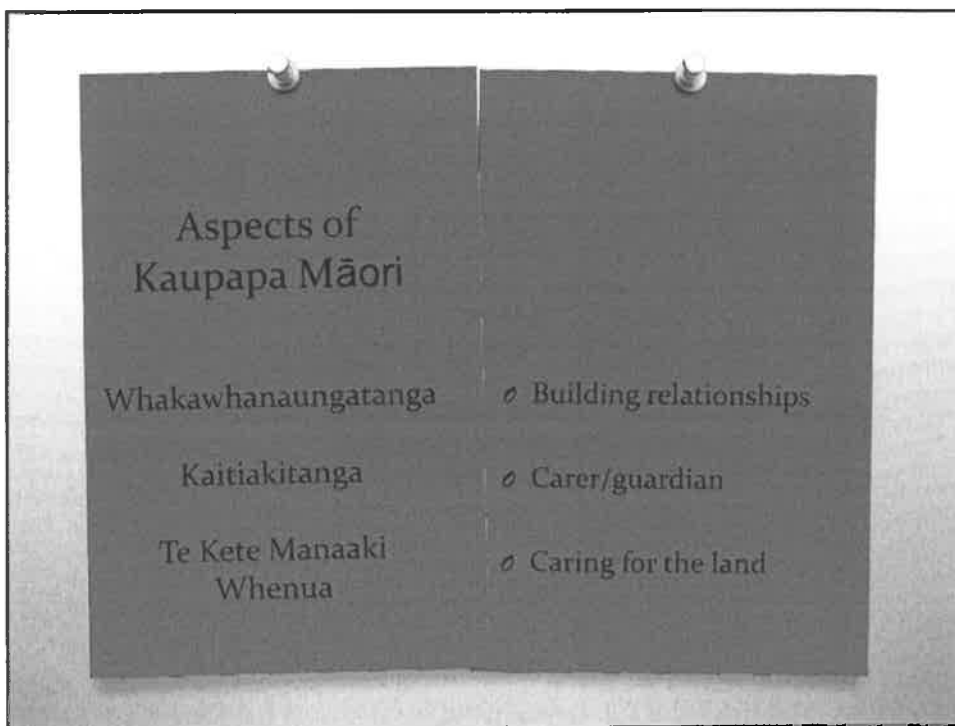 Aspects of
Kaupapa Māori
Whakawhanaungatanga
Kaitiakitanga
Te Kete Manaaki
Whenua
Building relationships
Carer/guardian
Caring for the land